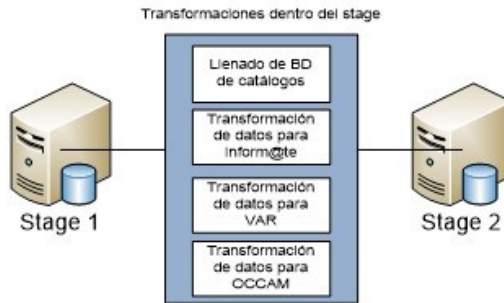 Transformaciones dentro del stage
Llenado de BD
de catálogos
Transformación
de datos para
Inform@te
Transformación
de datos para
VAR
Transformación
de datos para
OCCAM
Stage 1
Stage 2